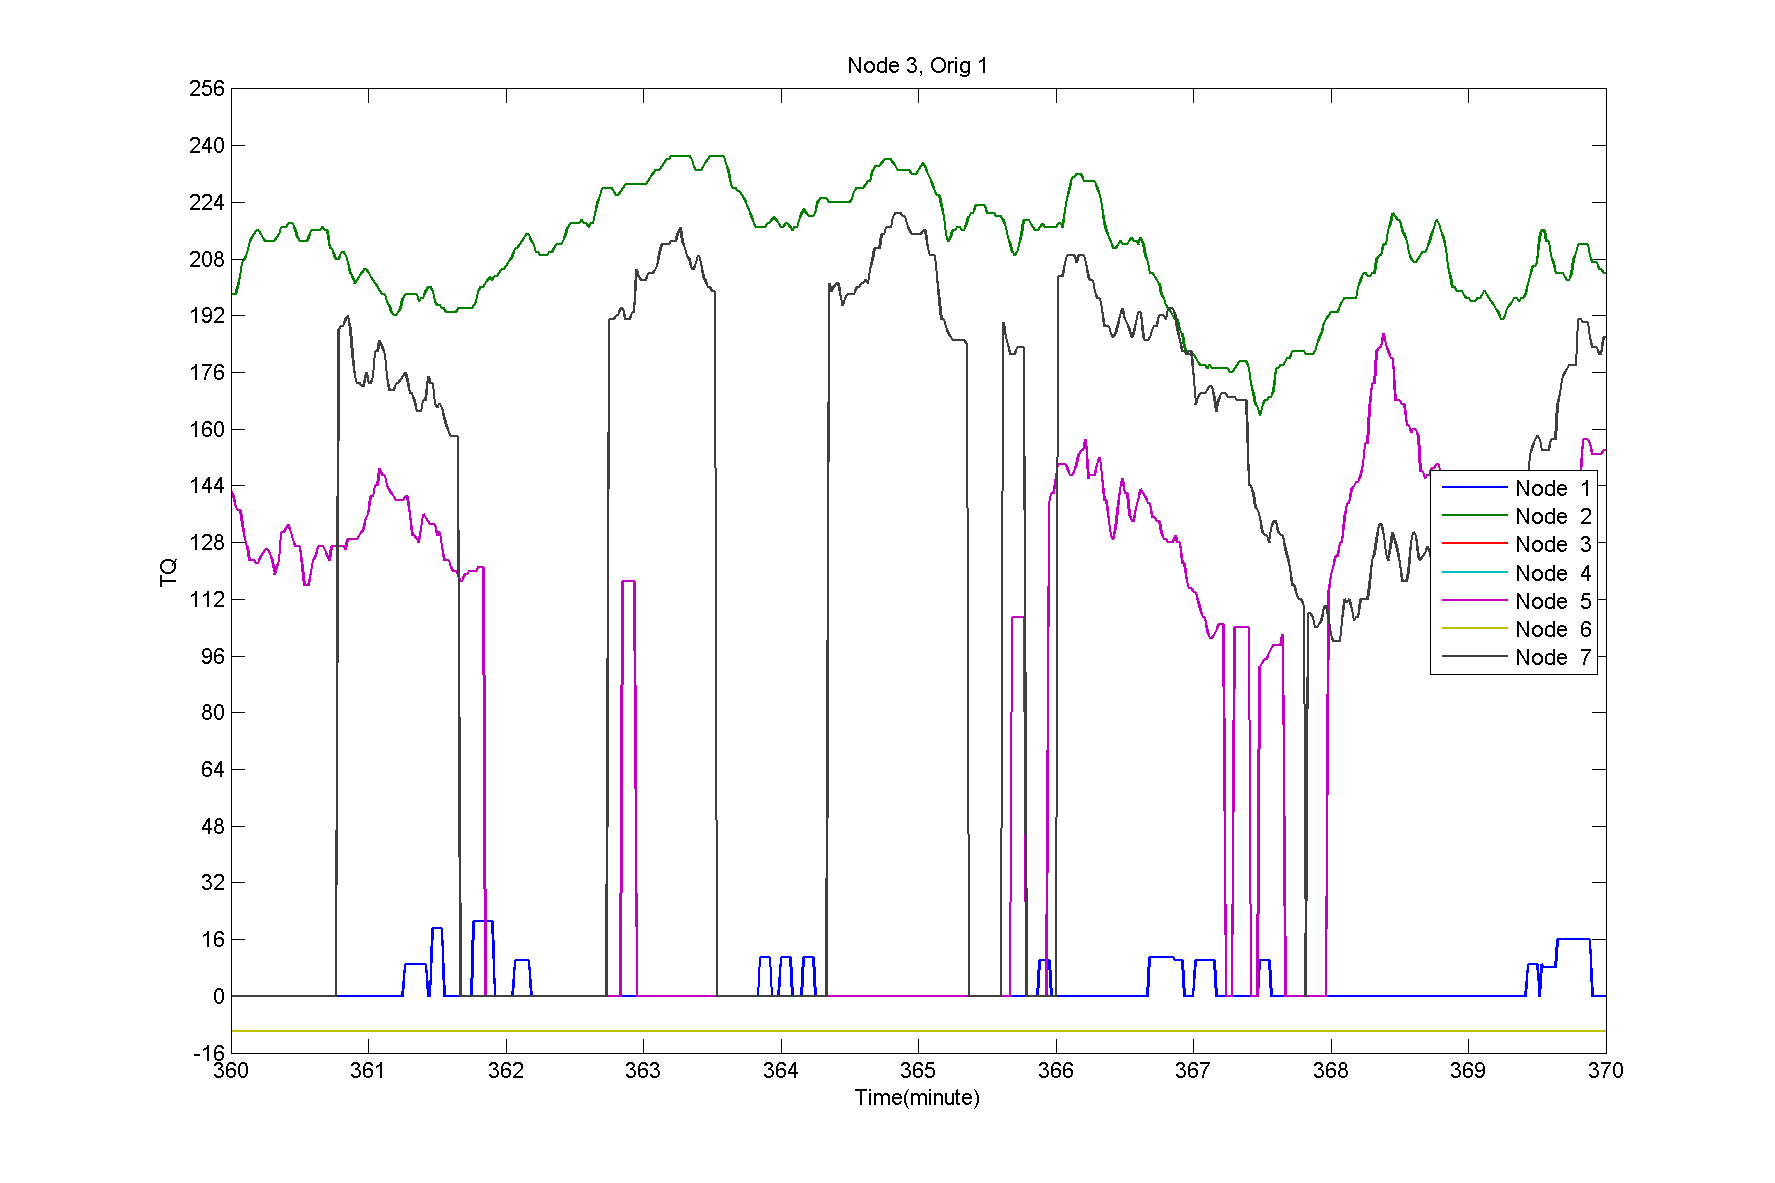 Node 3, Orig 1
256
240
224
208
192
176
160
144
128
112
96
80
64
48
32
16
0
-16
TQ
Node 1
Node 2
Node 3
Node 4
Node 5
Node 6
Node 7
360 361 362 363 364 365 366 367 368 369 370
Time(minute)